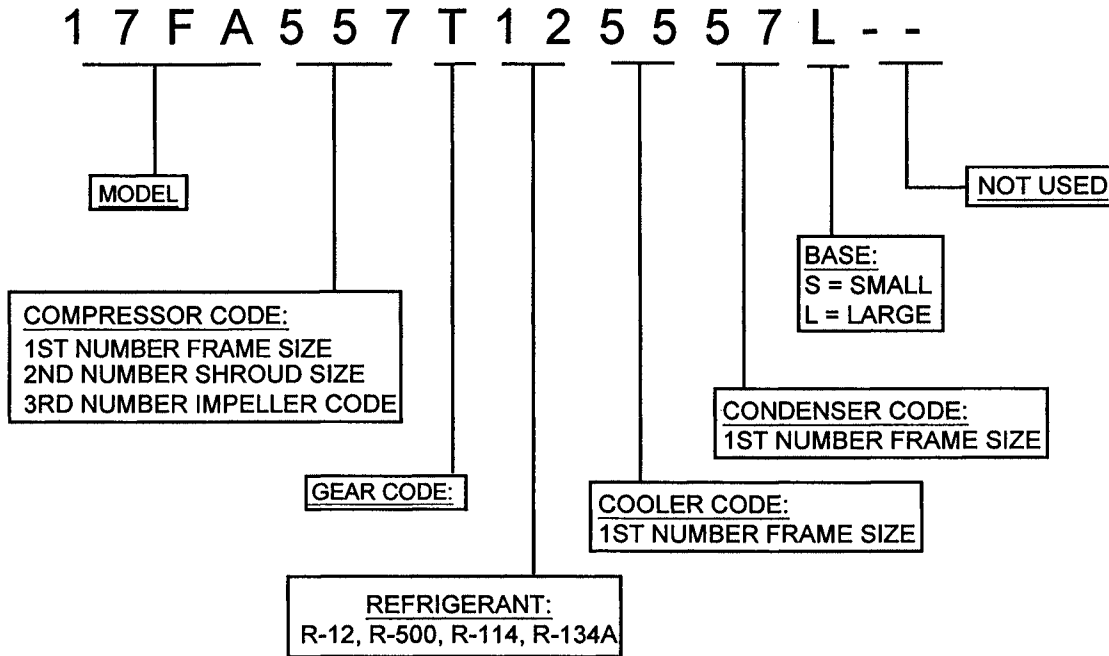 1 7 F A 5 5 7 T 1 2 5 5 5 7 L - -
MODEL
NOT USED
BASE:
S = SMALL
L = LARGE
COMPRESSOR CODE:
1ST NUMBER FRAME SIZE
2ND NUMBER SHROUD SIZE
3RD NUMBER IMPELLER CODE
CONDENSER CODE:
1ST NUMBER FRAME SIZE
GEAR CODE:
COOLER CODE:
1ST NUMBER FRAME SIZE
REFRIGERANT:
R-12, R-500, R-114, R-134A